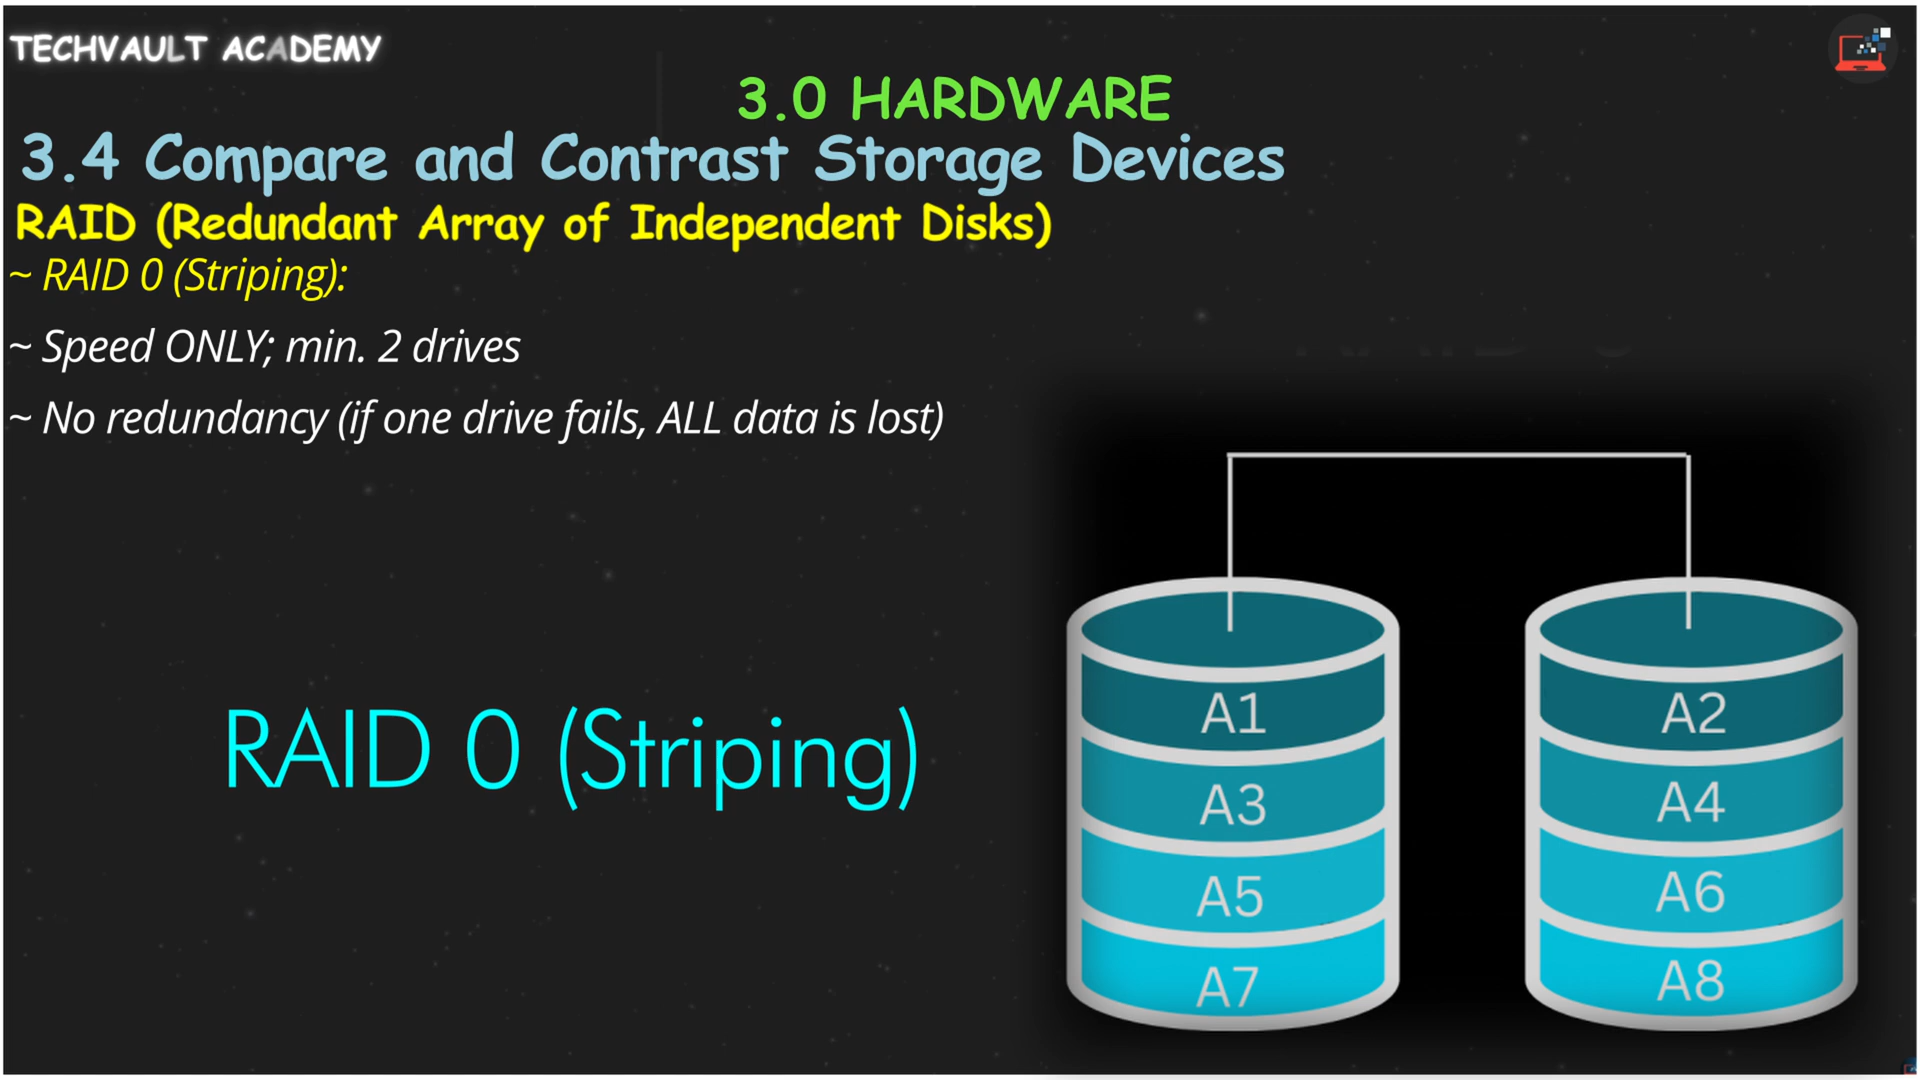 TECHVAULT ACADEMY
3.0 HARDWARE
3.4 Compare and Contrast Storage Devices
RAID (Redundant Array of Independent Disks)
~ RAID 0 (Striping):
~ Speed ONLY; min. 2 drives
~ No redundancy (if one drive fails, ALL data is lost)
RAID 0 (Striping)
A1 A2
A3 A4
A5 A6
A7 A8